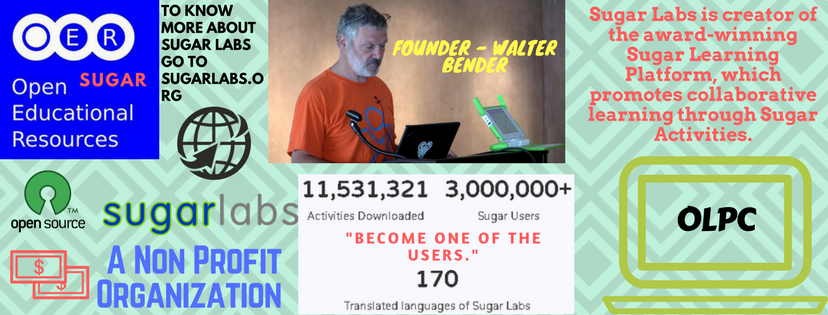 OER
Open SUGAR
Educational
Resources
TO KNOW
MORE ABOUT
SUGAR LABS
GO TO
SUGARLABS.O
RG
FOUNDER - WALTER
BENDER
Sugar Labs is creator of
the award-winning
Sugar Learning
Platform, which
promotes collaborative
learning through Sugar
Activities.
open source
TM
sugarlabs
$
$
A Non Profit
Organization
11,531,321 3,000,000+
Activities Downloaded Sugar Users
"BECOME ONE OF THE
USERS."
170
Translated languages of Sugar Labs
OLPC